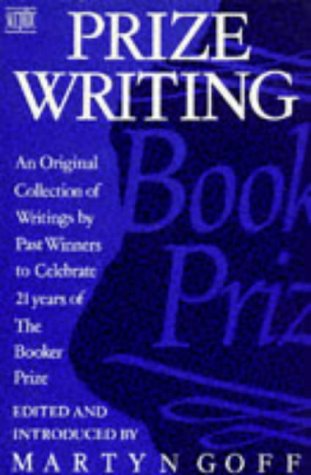 PRIZE
WRITING
An Original
Collection of
Writings by
Past Winners
to Celebrate
21 years of
The
Booker
Prize
Book
Priz
EDITED AND
INTRODUCED BY
MARTYN GOFF